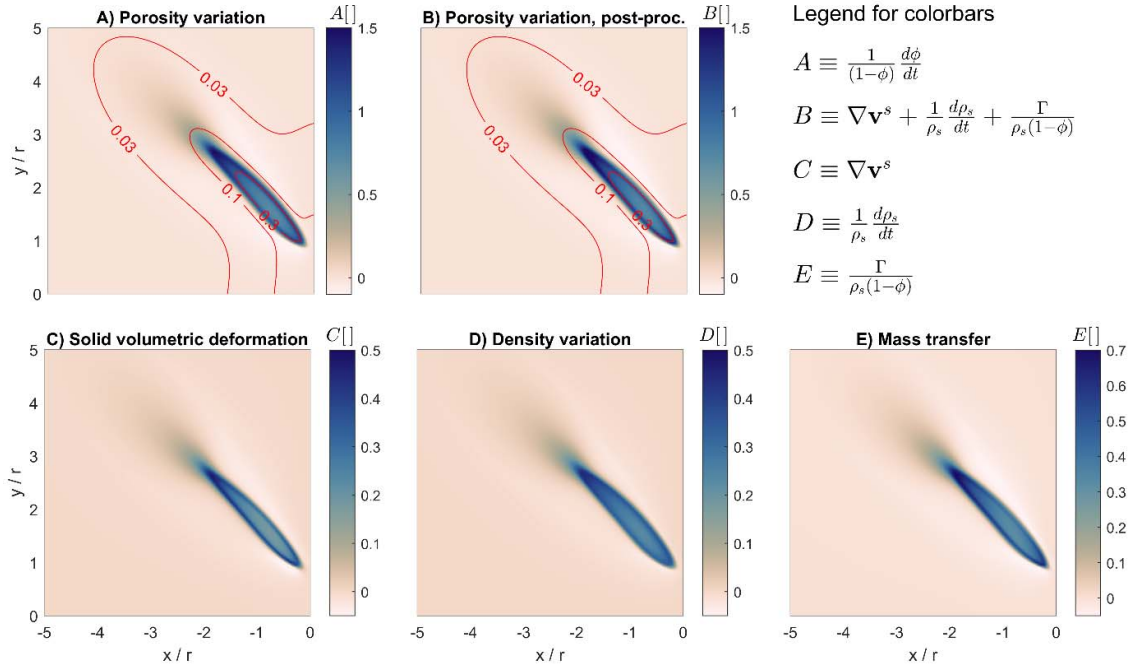 A) Porosity variation
A[ ]
B) Porosity variation, post-proc.
B[ ]
Legend for colorbars
5
4
3
2
1
0
y / r
0.03
0.03
0.1
0.3
1.5
1
0.5
0
0.03
0.03
0.1
0.3
1.5
1
0.5
0
A ≡ 1/(1−ϕ) dϕ/dt
B ≡ ∇v^s + 1/ρ_s dρ_s/dt + Γ/ρ_s(1−ϕ)
C ≡ ∇v^s
D ≡ 1/ρ_s dρ_s/dt
E ≡ Γ/ρ_s(1−ϕ)
C) Solid volumetric deformation
C[ ]
D) Density variation
D[ ]
E) Mass transfer
E[ ]
5
4
3
2
1
0
y / r
-5 -4 -3 -2 -1 0
x / r
0.5
0.4
0.3
0.2
0.1
0
-5 -4 -3 -2 -1 0
x / r
0.5
0.4
0.3
0.2
0.1
0
-5 -4 -3 -2 -1 0
x / r
0.7
0.6
0.5
0.4
0.3
0.2
0.1
0